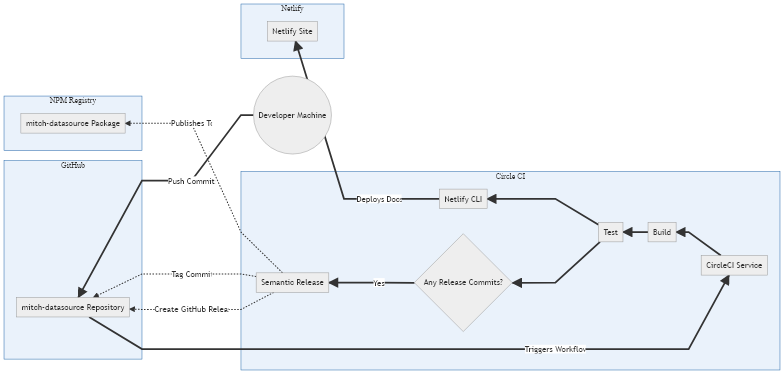 Netlify
Netlify Site
NPM Registry
mitch-datasource Package
Publishes To
Developer Machine
GitHub
Push Commit
Circle CI
Deploys Docs
Netlify CLI
Test
Build
CircleCI Service
Tag Commit
Semantic Release
Yes
Any Release Commits?
mitch-datasource Repository
Create GitHub Relea
Triggers Workflow